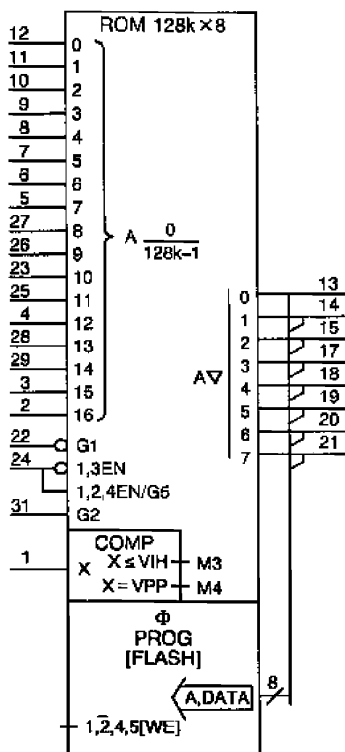 ROM 128k×8
12 0
11 1
10 2
9 3
8 4
7 5
6 6
5 7
27 8
26 9
23 10
25 11
4 12
28 13
29 14
3 15
2 16
A 0
128k–1
0 13
1 14
2 15
3 17
A▽
4 18
5 19
6 20
7 21
22 G1
24 1,3EN
1,2,4EN/G5
31 G2
COMP
1 X X ≤ VIH M3
X = VPP M4
Φ
PROG
[FLASH]
A,DATA 8
1,2̄,4,5[WE]